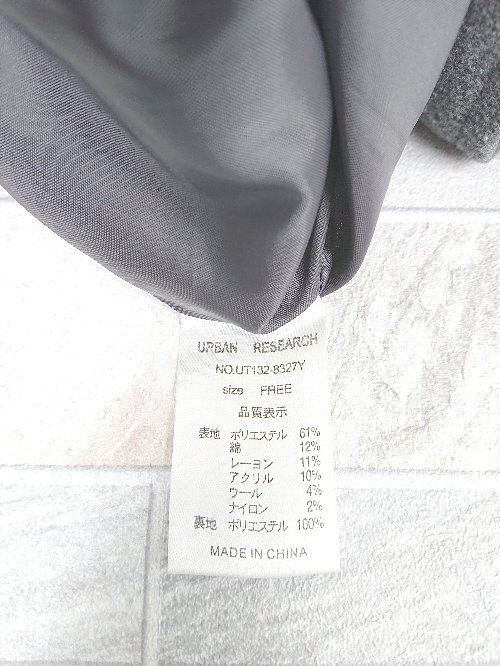 URBAN RESEARCH
NO.UT132-8327Y
size FREE
品質表示
表地 ポリエステル 61%
綿 12%
レーヨン 11%
アクリル 10%
ウール 4%
ナイロン 2%
裏地 ポリエステル 100%
MADE IN CHINA